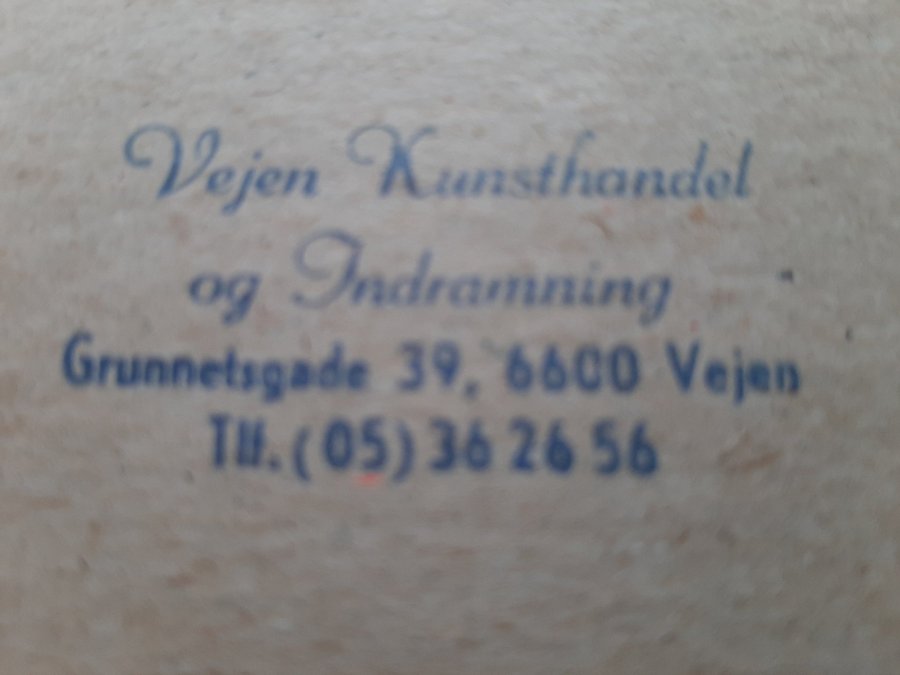 Vejen Kunsthandel
og Indramning
Grunnetsgade 39, 6600 Vejen
Tlf. (05) 36 26 56